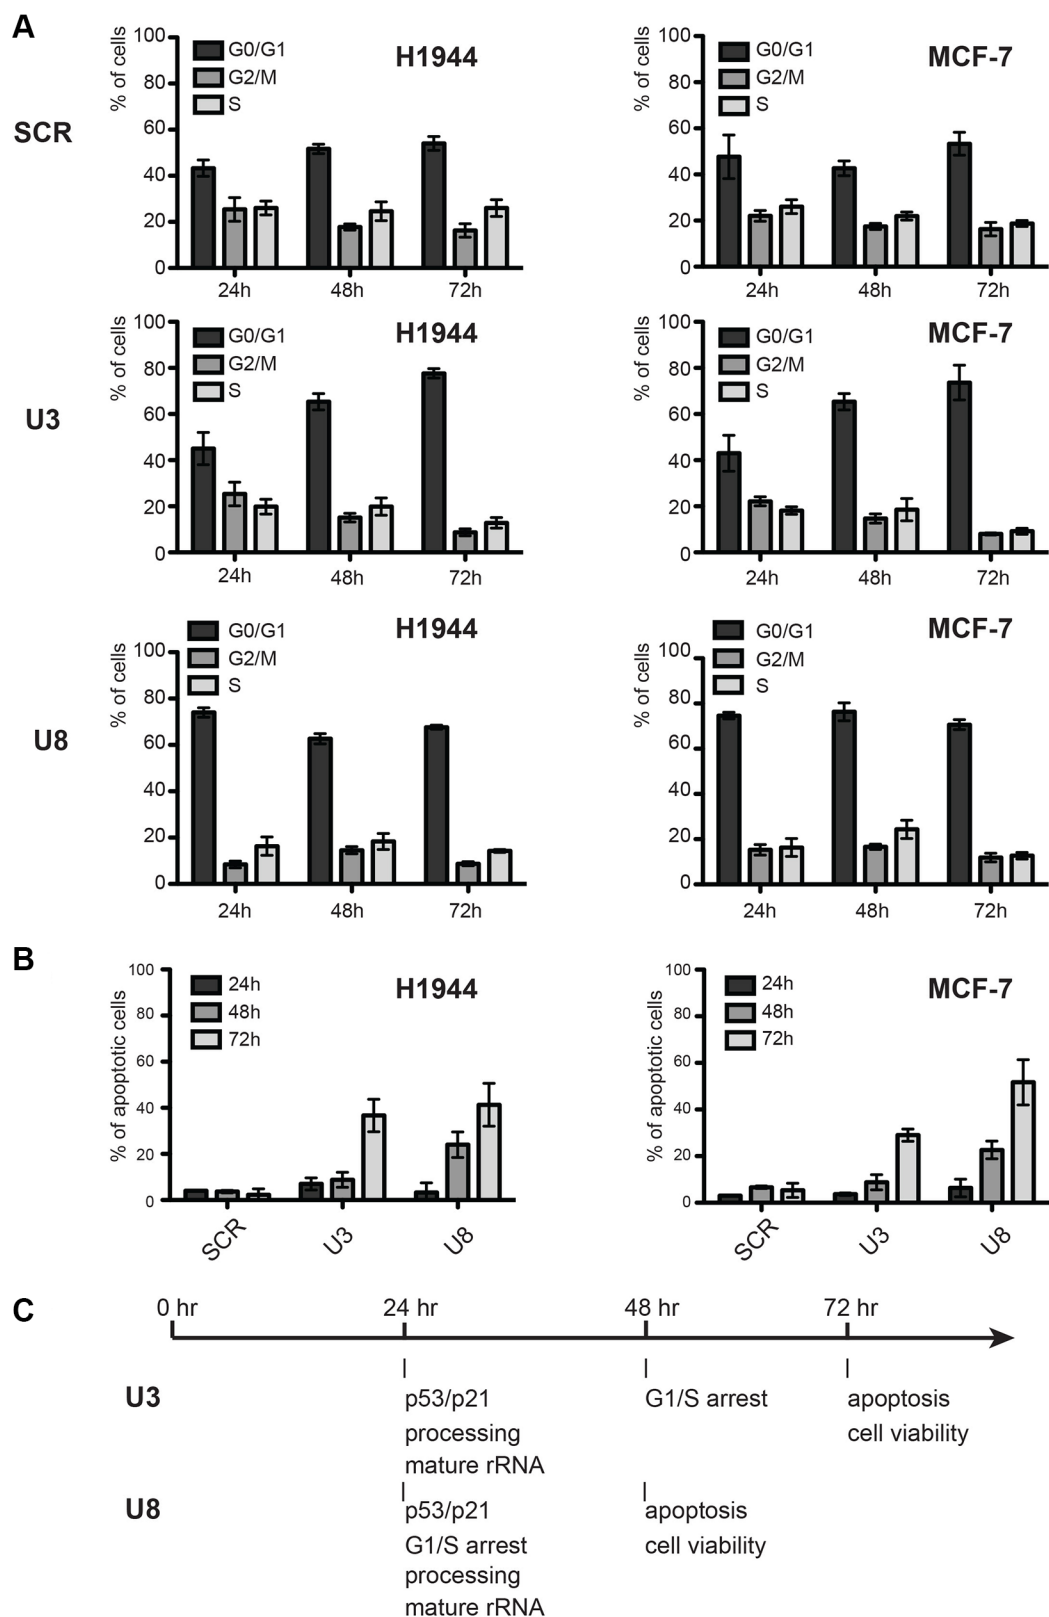 A
SCR
% of cells
100
80
60
40
20
0
G0/G1
G2/M
S
H1944
24h
48h
72h
% of cells
100
80
60
40
20
0
G0/G1
G2/M
S
MCF-7
24h
48h
72h
U3
% of cells
100
80
60
40
20
0
G0/G1
G2/M
S
H1944
24h
48h
72h
% of cells
100
80
60
40
20
0
G0/G1
G2/M
S
MCF-7
24h
48h
72h
U8
% of cells
100
80
60
40
20
0
G0/G1
G2/M
S
H1944
24h
48h
72h
% of cells
100
80
60
40
20
0
G0/G1
G2/M
S
MCF-7
24h
48h
72h
B
% of apoptotic cells
100
80
60
40
20
0
24h
48h
72h
H1944
SCR
U3
U8
% of apoptotic cells
100
80
60
40
20
0
24h
48h
72h
MCF-7
SCR
U3
U8
C
0 hr 24 hr 48 hr 72 hr
U3 p53/p21 G1/S arrest apoptosis
processing cell viability
mature rRNA
U8 p53/p21 apoptosis
G1/S arrest cell viability
processing
mature rRNA